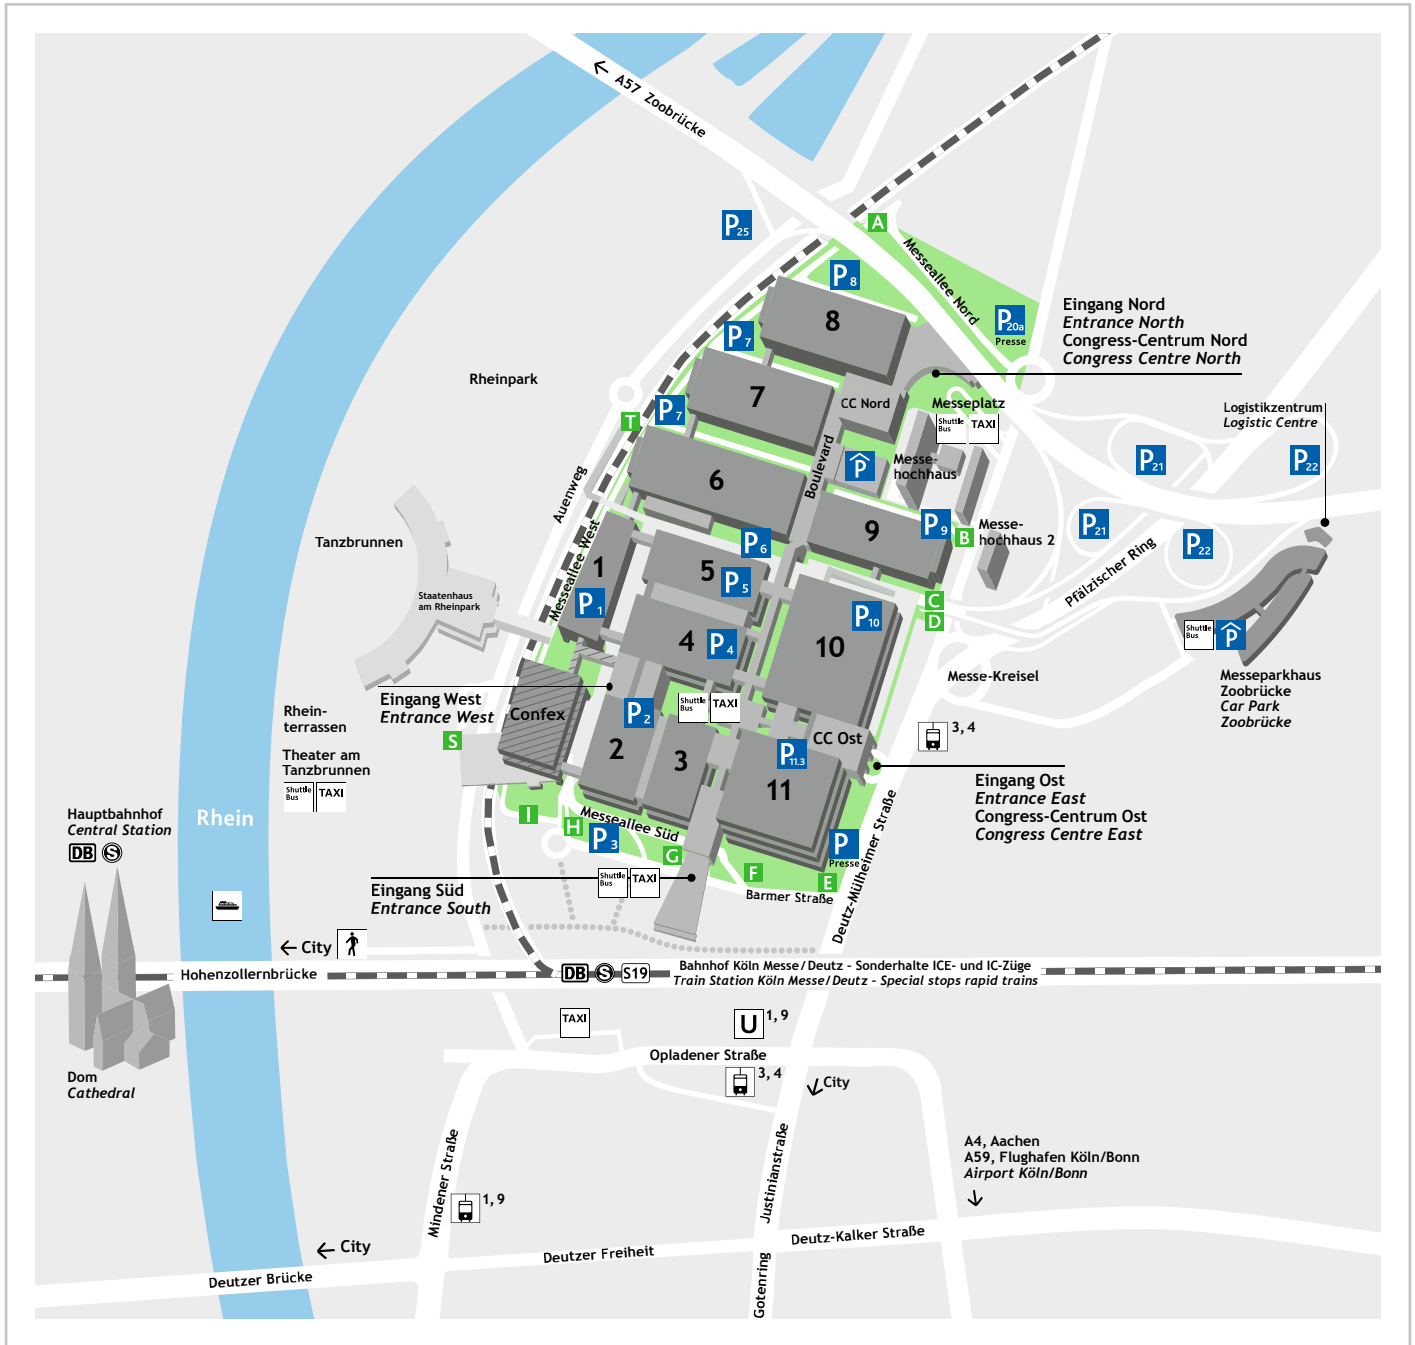 A57 Zoobrücke
P25
A
Messeallee Nord
P8
8
P20a
Presse
Eingang Nord
Entrance North
Congress-Centrum Nord
Congress Centre North
P7
7
Rheinpark
CC Nord
Messeplatz
Shuttle
Bus
TAXI
Logistikzentrum
Logistic Centre
T
P7
Boulevard
P
Messe-
hochhaus
P21
P22
6
Auenweg
Messeallee West
9
P9
B
Messe-
hochhaus 2
P21
P22
Pfälzischer Ring
Tanzbrunnen
P6
1
P1
5
P5
Staatenhaus
am Rheinpark
C
D
P10
10
4
P4
Shuttle
Bus
P
Messeparkhaus
Zoobrücke
Car Park
Zoobrücke
Messe-Kreisel
Eingang West
Entrance West
Shuttle
Bus
TAXI
Confex
P2
2
3
CC Ost
P11.3
11
3, 4
Rhein-
terrassen
Theater am
Tanzbrunnen
Shuttle
Bus
TAXI
S
Eingang Ost
Entrance East
Congress-Centrum Ost
Congress Centre East
Hauptbahnhof
Central Station
DB
S
Rhein
I
H
Messeallee Süd
P3
G
F
E
P
Presse
Deutz-Mülheimer Straße
Barmer Straße
Eingang Süd
Entrance South
Shuttle
Bus
TAXI
City
Hohenzollernbrücke
DB
S
S19
Bahnhof Köln Messe/Deutz – Sonderhalte ICE- und IC-Züge
Train Station Köln Messe/Deutz – Special stops rapid trains
TAXI
U
1, 9
Opladener Straße
3, 4
City
Dom
Cathedral
Mindener Straße
1, 9
Justinianstraße
A4, Aachen
A59, Flughafen Köln/Bonn
Airport Köln/Bonn
City
Deutzer Brücke
Deutzer Freiheit
Gotenring
Deutz-Kalker Straße